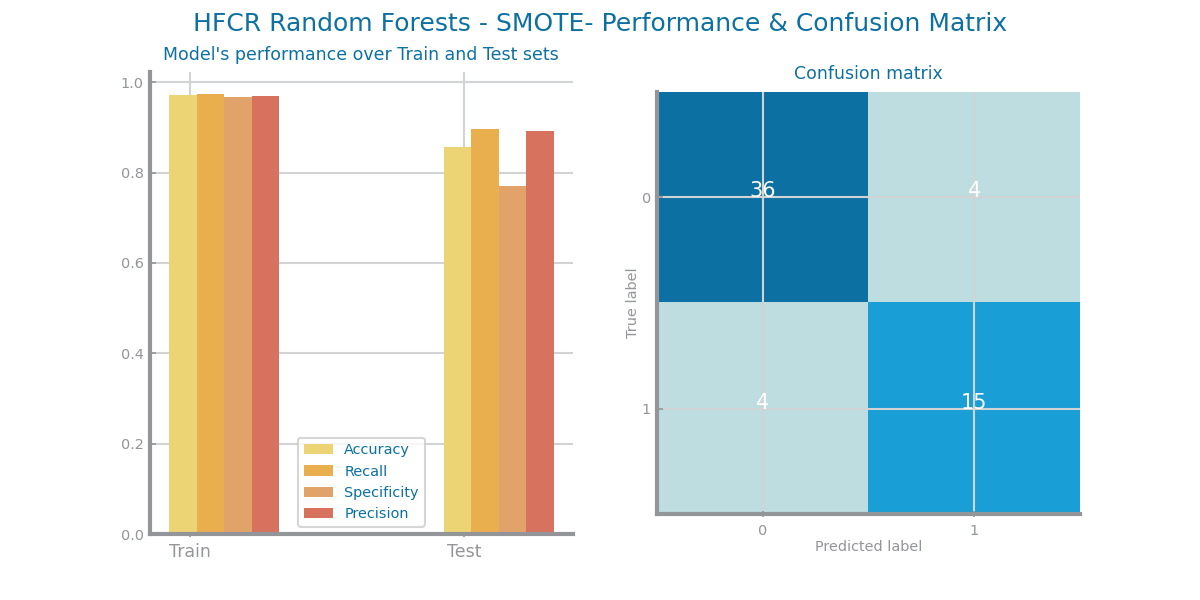 HFCR Random Forests - SMOTE- Performance & Confusion Matrix
Model's performance over Train and Test sets
1.0
0.8
0.6
0.4
0.2
0.0
Train
Test
Accuracy
Recall
Specificity
Precision
Confusion matrix
True label
0
1
36
4
4
15
0
1
Predicted label